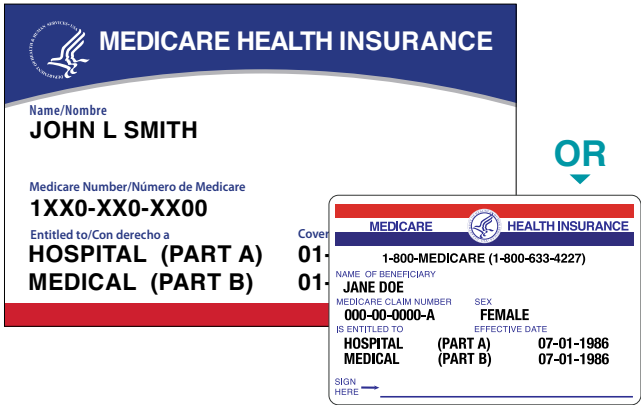 MEDICARE HEALTH INSURANCE
Name/Nombre
JOHN L SMITH
Medicare Number/Número de Medicare
1XX0-XX0-XX00
Entitled to/Con derecho a Cover
HOSPITAL (PART A) 01-
MEDICAL (PART B) 01-
OR
MEDICARE HEALTH INSURANCE
1-800-MEDICARE (1-800-633-4227)
NAME OF BENEFICIARY
JANE DOE
MEDICARE CLAIM NUMBER SEX
000-00-0000-A FEMALE
IS ENTITLED TO EFFECTIVE DATE
HOSPITAL (PART A) 07-01-1986
MEDICAL (PART B) 07-01-1986
SIGN
HERE